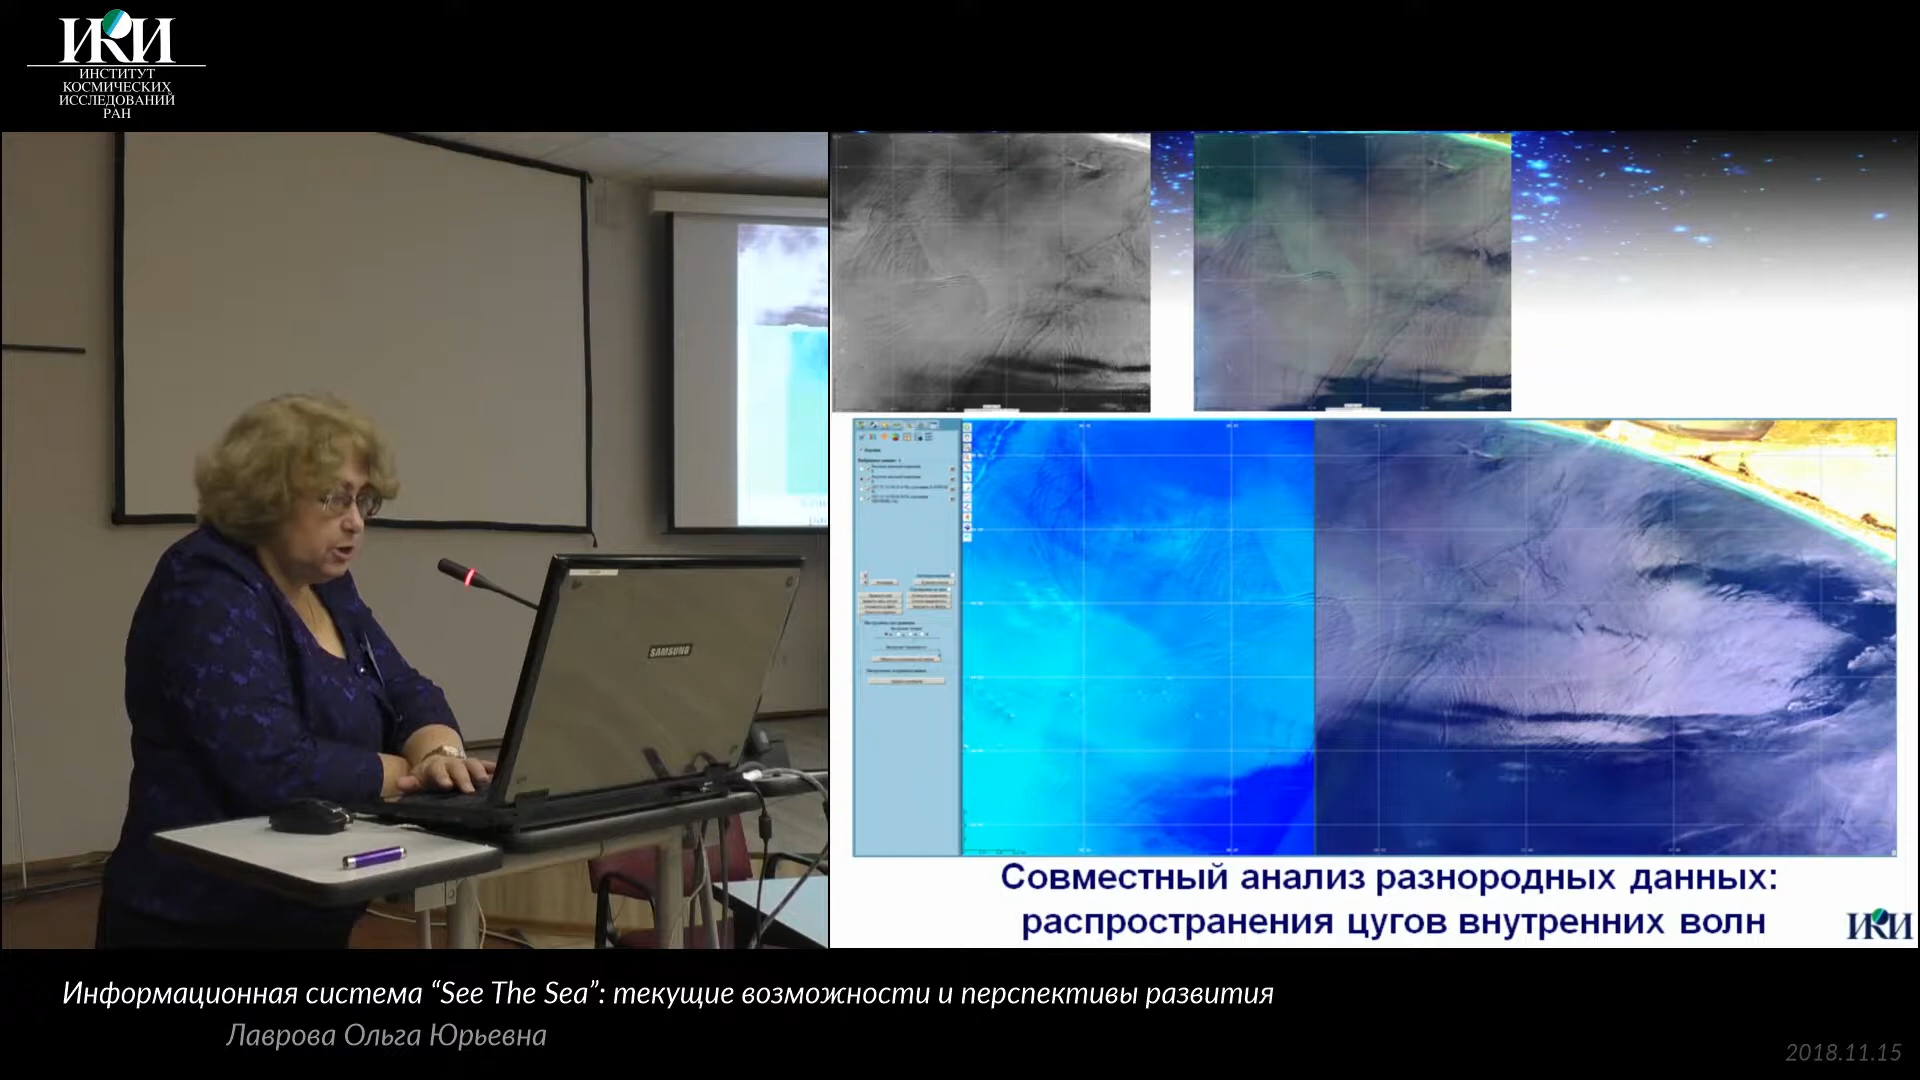 ИКИ
ИНСТИТУТ
КОСМИЧЕСКИХ
ИССЛЕДОВАНИЙ
РАН
SAMSUNG
Совместный анализ разнородных данных:
распространения цугов внутренних волн
ИКИ
Информационная система “See The Sea”: текущие возможности и перспективы развития
Лаврова Ольга Юрьевна
2018.11.15